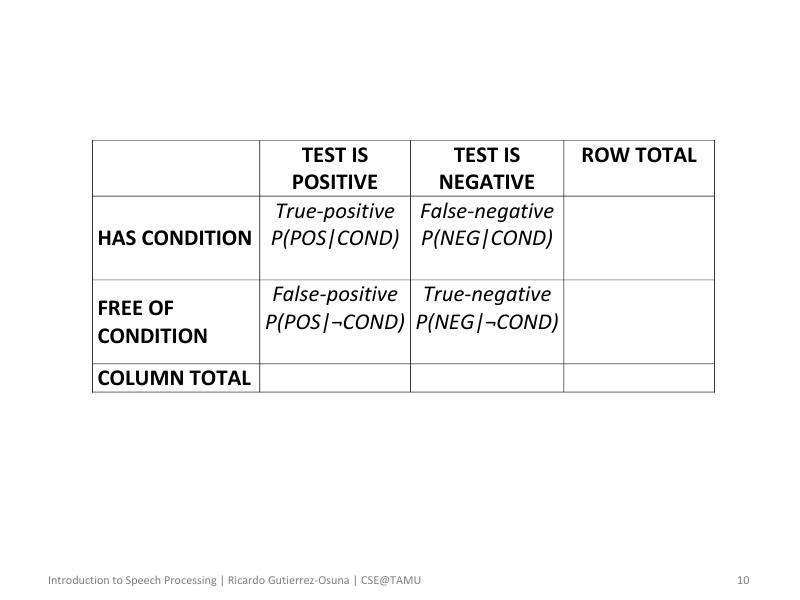 TEST IS POSITIVE TEST IS NEGATIVE ROW TOTAL
HAS CONDITION True-positive P(POS|COND) False-negative P(NEG|COND)
FREE OF CONDITION False-positive P(POS|¬COND) True-negative P(NEG|¬COND)
COLUMN TOTAL
Introduction to Speech Processing | Ricardo Gutierrez-Osuna | CSE@TAMU 10